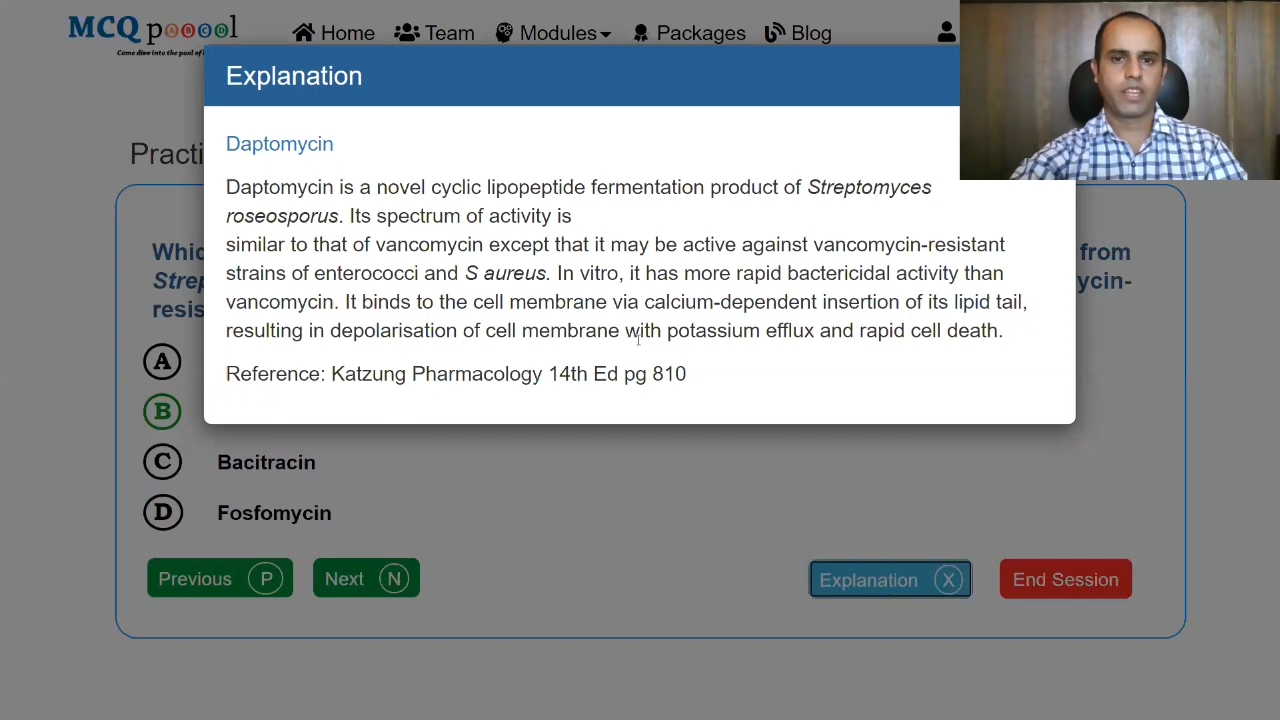 MCQ pooool
Home Team Modules Packages Blog
Explanation
Daptomycin
Practi
Daptomycin is a novel cyclic lipopeptide fermentation product of Streptomyces
roseosporus. Its spectrum of activity is
Whic
similar to that of vancomycin except that it may be active against vancomycin-resistant
from
Strep
strains of enterococci and S aureus. In vitro, it has more rapid bactericidal activity than
ycin-
resis
vancomycin. It binds to the cell membrane via calcium-dependent insertion of its lipid tail,
resulting in depolarisation of cell membrane with potassium efflux and rapid cell death.
A
Reference: Katzung Pharmacology 14th Ed pg 810
B
C Bacitracin
D Fosfomycin
Previous P Next N Explanation X End Session